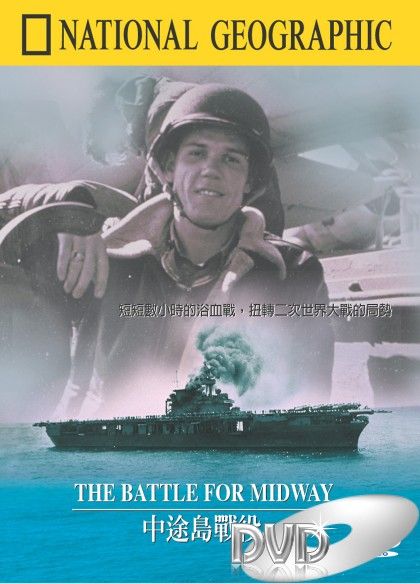 NATIONAL GEOGRAPHIC
短短數小時的浴血戰，扭轉二次世界大戰的局勢
THE BATTLE FOR MIDWAY
中途島戰役
DVD